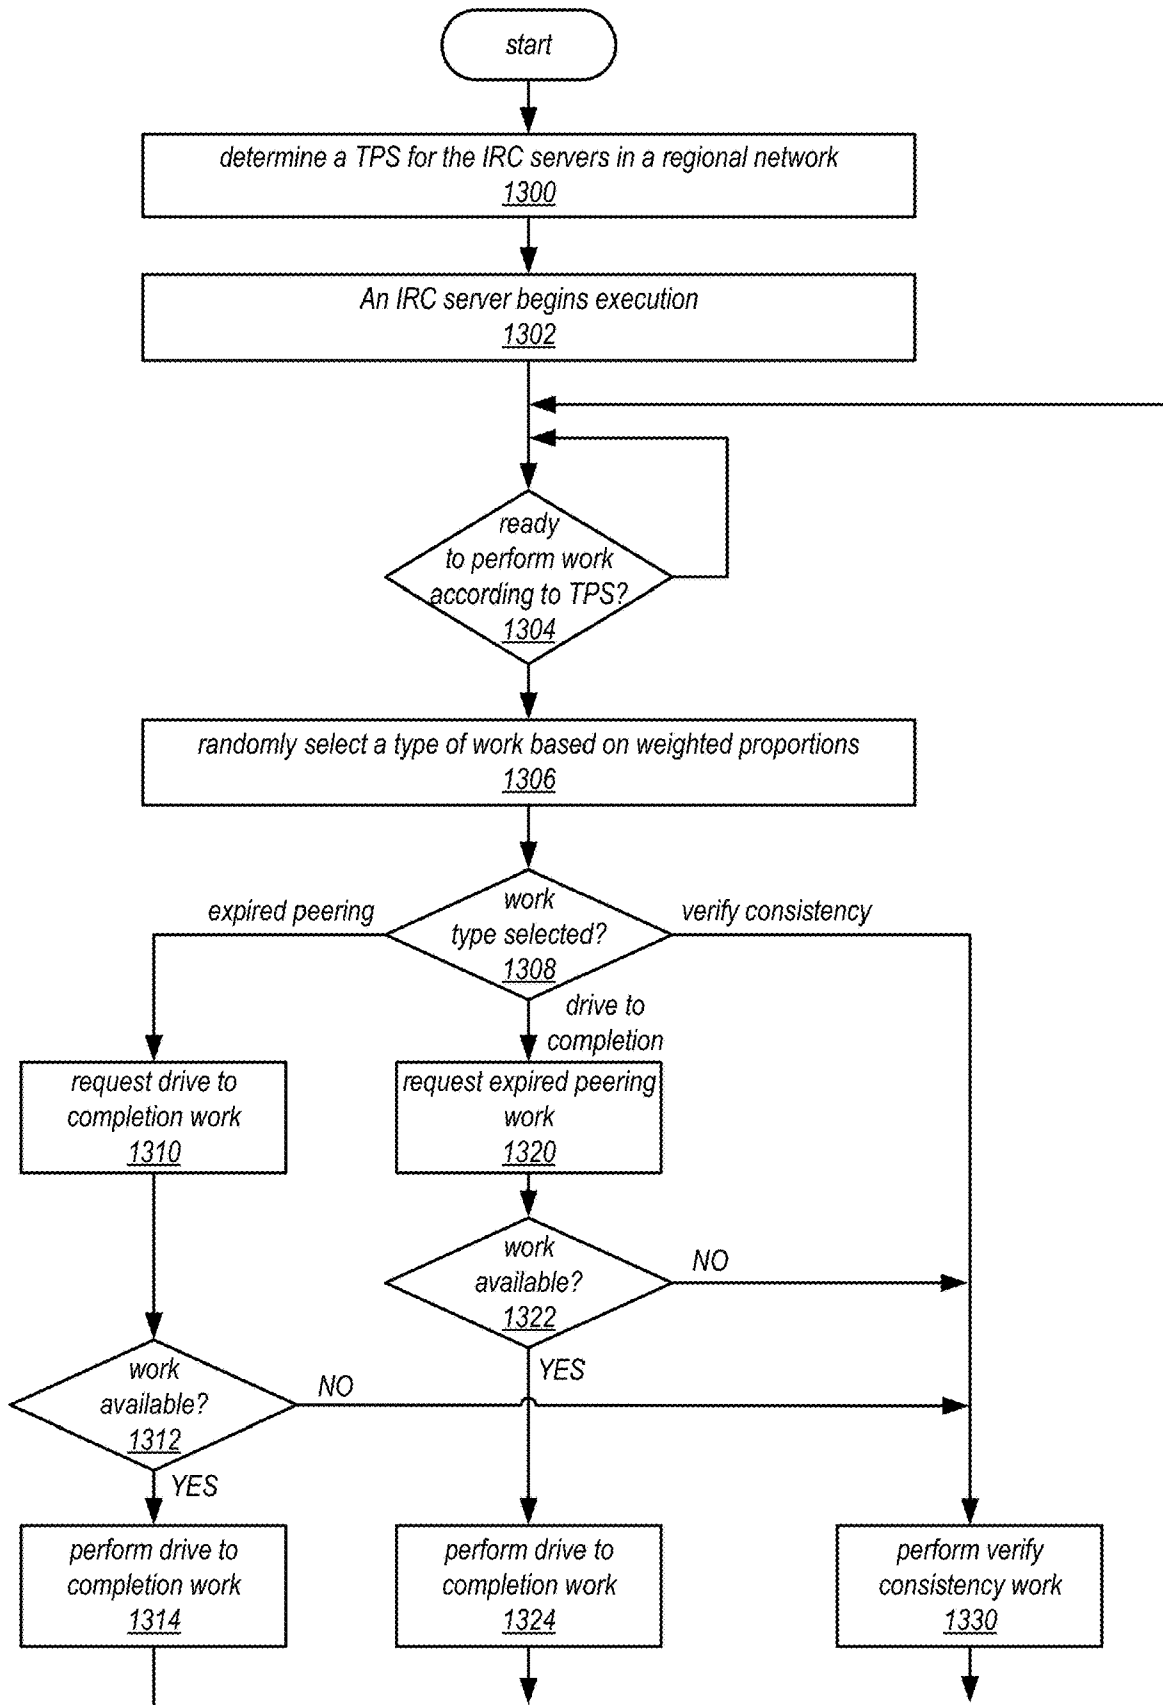 start
determine a TPS for the IRC servers in a regional network
1300
An IRC server begins execution
1302
ready
to perform work
according to TPS?
1304
randomly select a type of work based on weighted proportions
1306
expired peering
work
type selected?
1308
verify consistency
drive to
completion
request drive to
completion work
1310
request expired peering
work
1320
work
available?
1322
NO
YES
work
available?
1312
NO
YES
perform drive to
completion work
1314
perform drive to
completion work
1324
perform verify
consistency work
1330